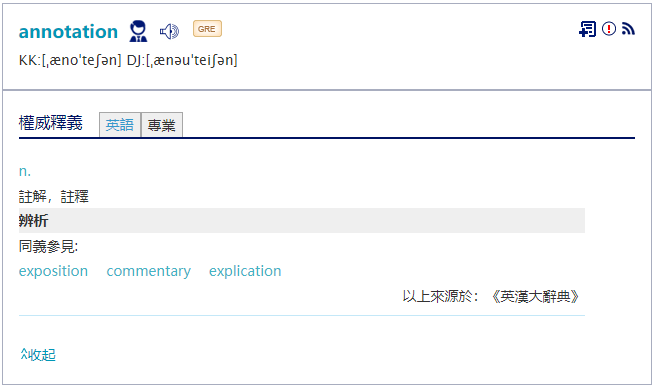 annotation GRE
KK:[ˌænoˈteʃən] DJ:[ˌænəuˈteiʃən]
權威釋義 英語 專業
n.
註解，註釋
辨析
同義參見:
exposition commentary explication
以上來源於：《英漢大辭典》
收起